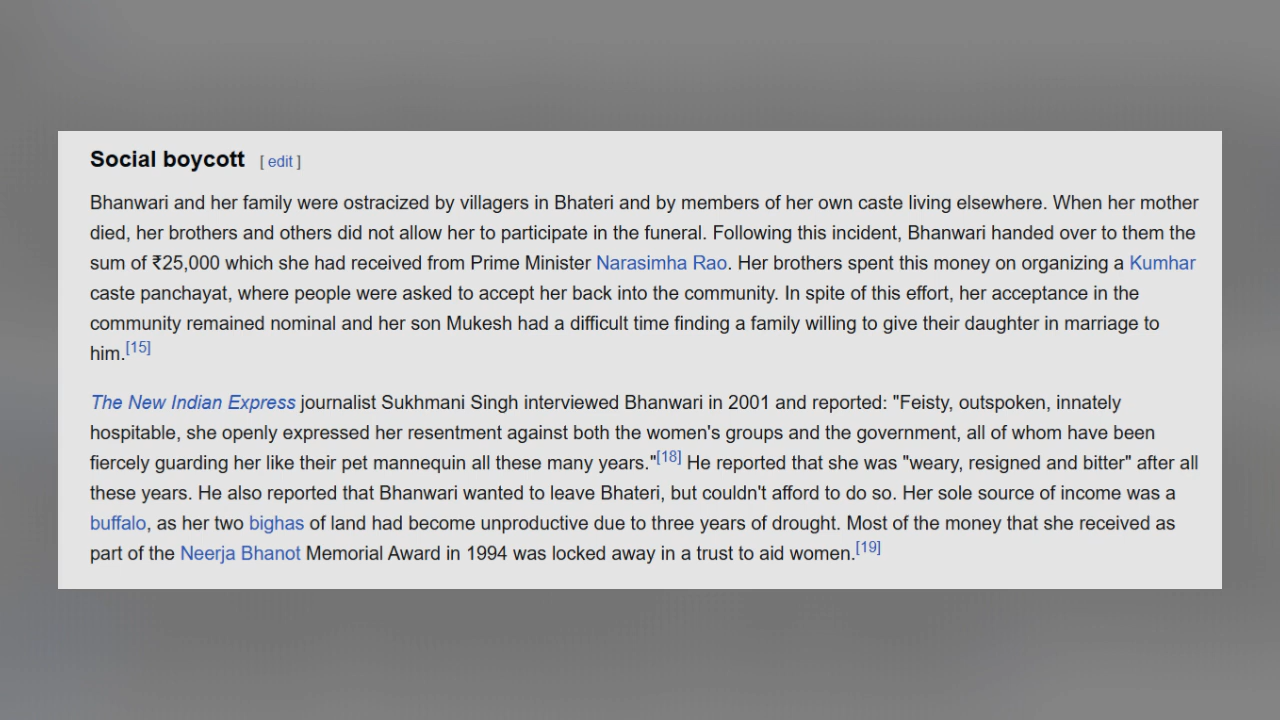 Social boycott [ edit ]
Bhanwari and her family were ostracized by villagers in Bhateri and by members of her own caste living elsewhere. When her mother
died, her brothers and others did not allow her to participate in the funeral. Following this incident, Bhanwari handed over to them the
sum of ₹25,000 which she had received from Prime Minister Narasimha Rao. Her brothers spent this money on organizing a Kumhar
caste panchayat, where people were asked to accept her back into the community. In spite of this effort, her acceptance in the
community remained nominal and her son Mukesh had a difficult time finding a family willing to give their daughter in marriage to
him.[15]
The New Indian Express journalist Sukhmani Singh interviewed Bhanwari in 2001 and reported: "Feisty, outspoken, innately
hospitable, she openly expressed her resentment against both the women's groups and the government, all of whom have been
fiercely guarding her like their pet mannequin all these many years."[18] He reported that she was "weary, resigned and bitter" after all
these years. He also reported that Bhanwari wanted to leave Bhateri, but couldn't afford to do so. Her sole source of income was a
buffalo, as her two bighas of land had become unproductive due to three years of drought. Most of the money that she received as
part of the Neerja Bhanot Memorial Award in 1994 was locked away in a trust to aid women.[19]